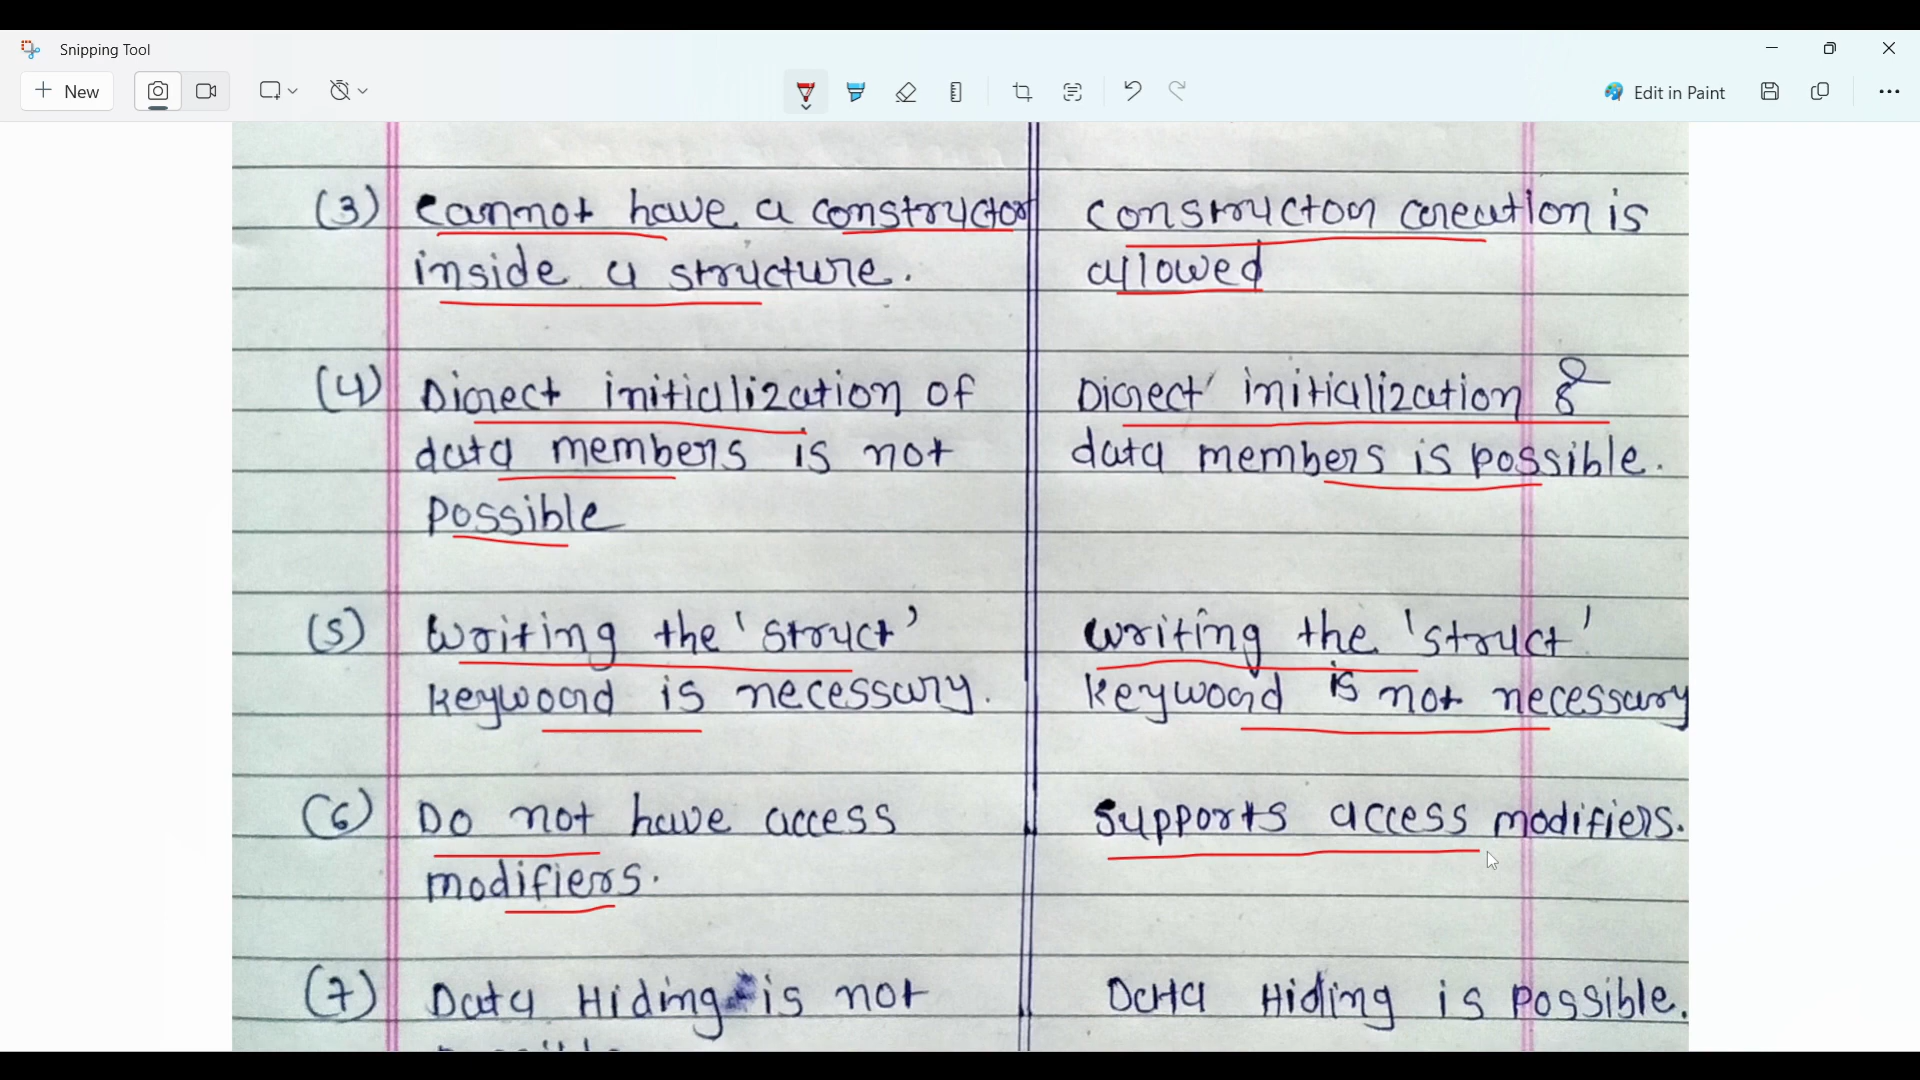 Snipping Tool
New
Edit in Paint
(3) Cannot have a constructor
inside a structure.
Constructor creation is
allowed
(4) Direct initialization of
data members is not
possible
Direct initialization &
data members is possible.
(5) Writing the 'struct'
keyword is necessary.
writing the 'struct'
keyword is not necessary
(6) Do not have access
modifiers.
Supports access modifiers.
(7) Data Hiding is not
Data Hiding is possible.